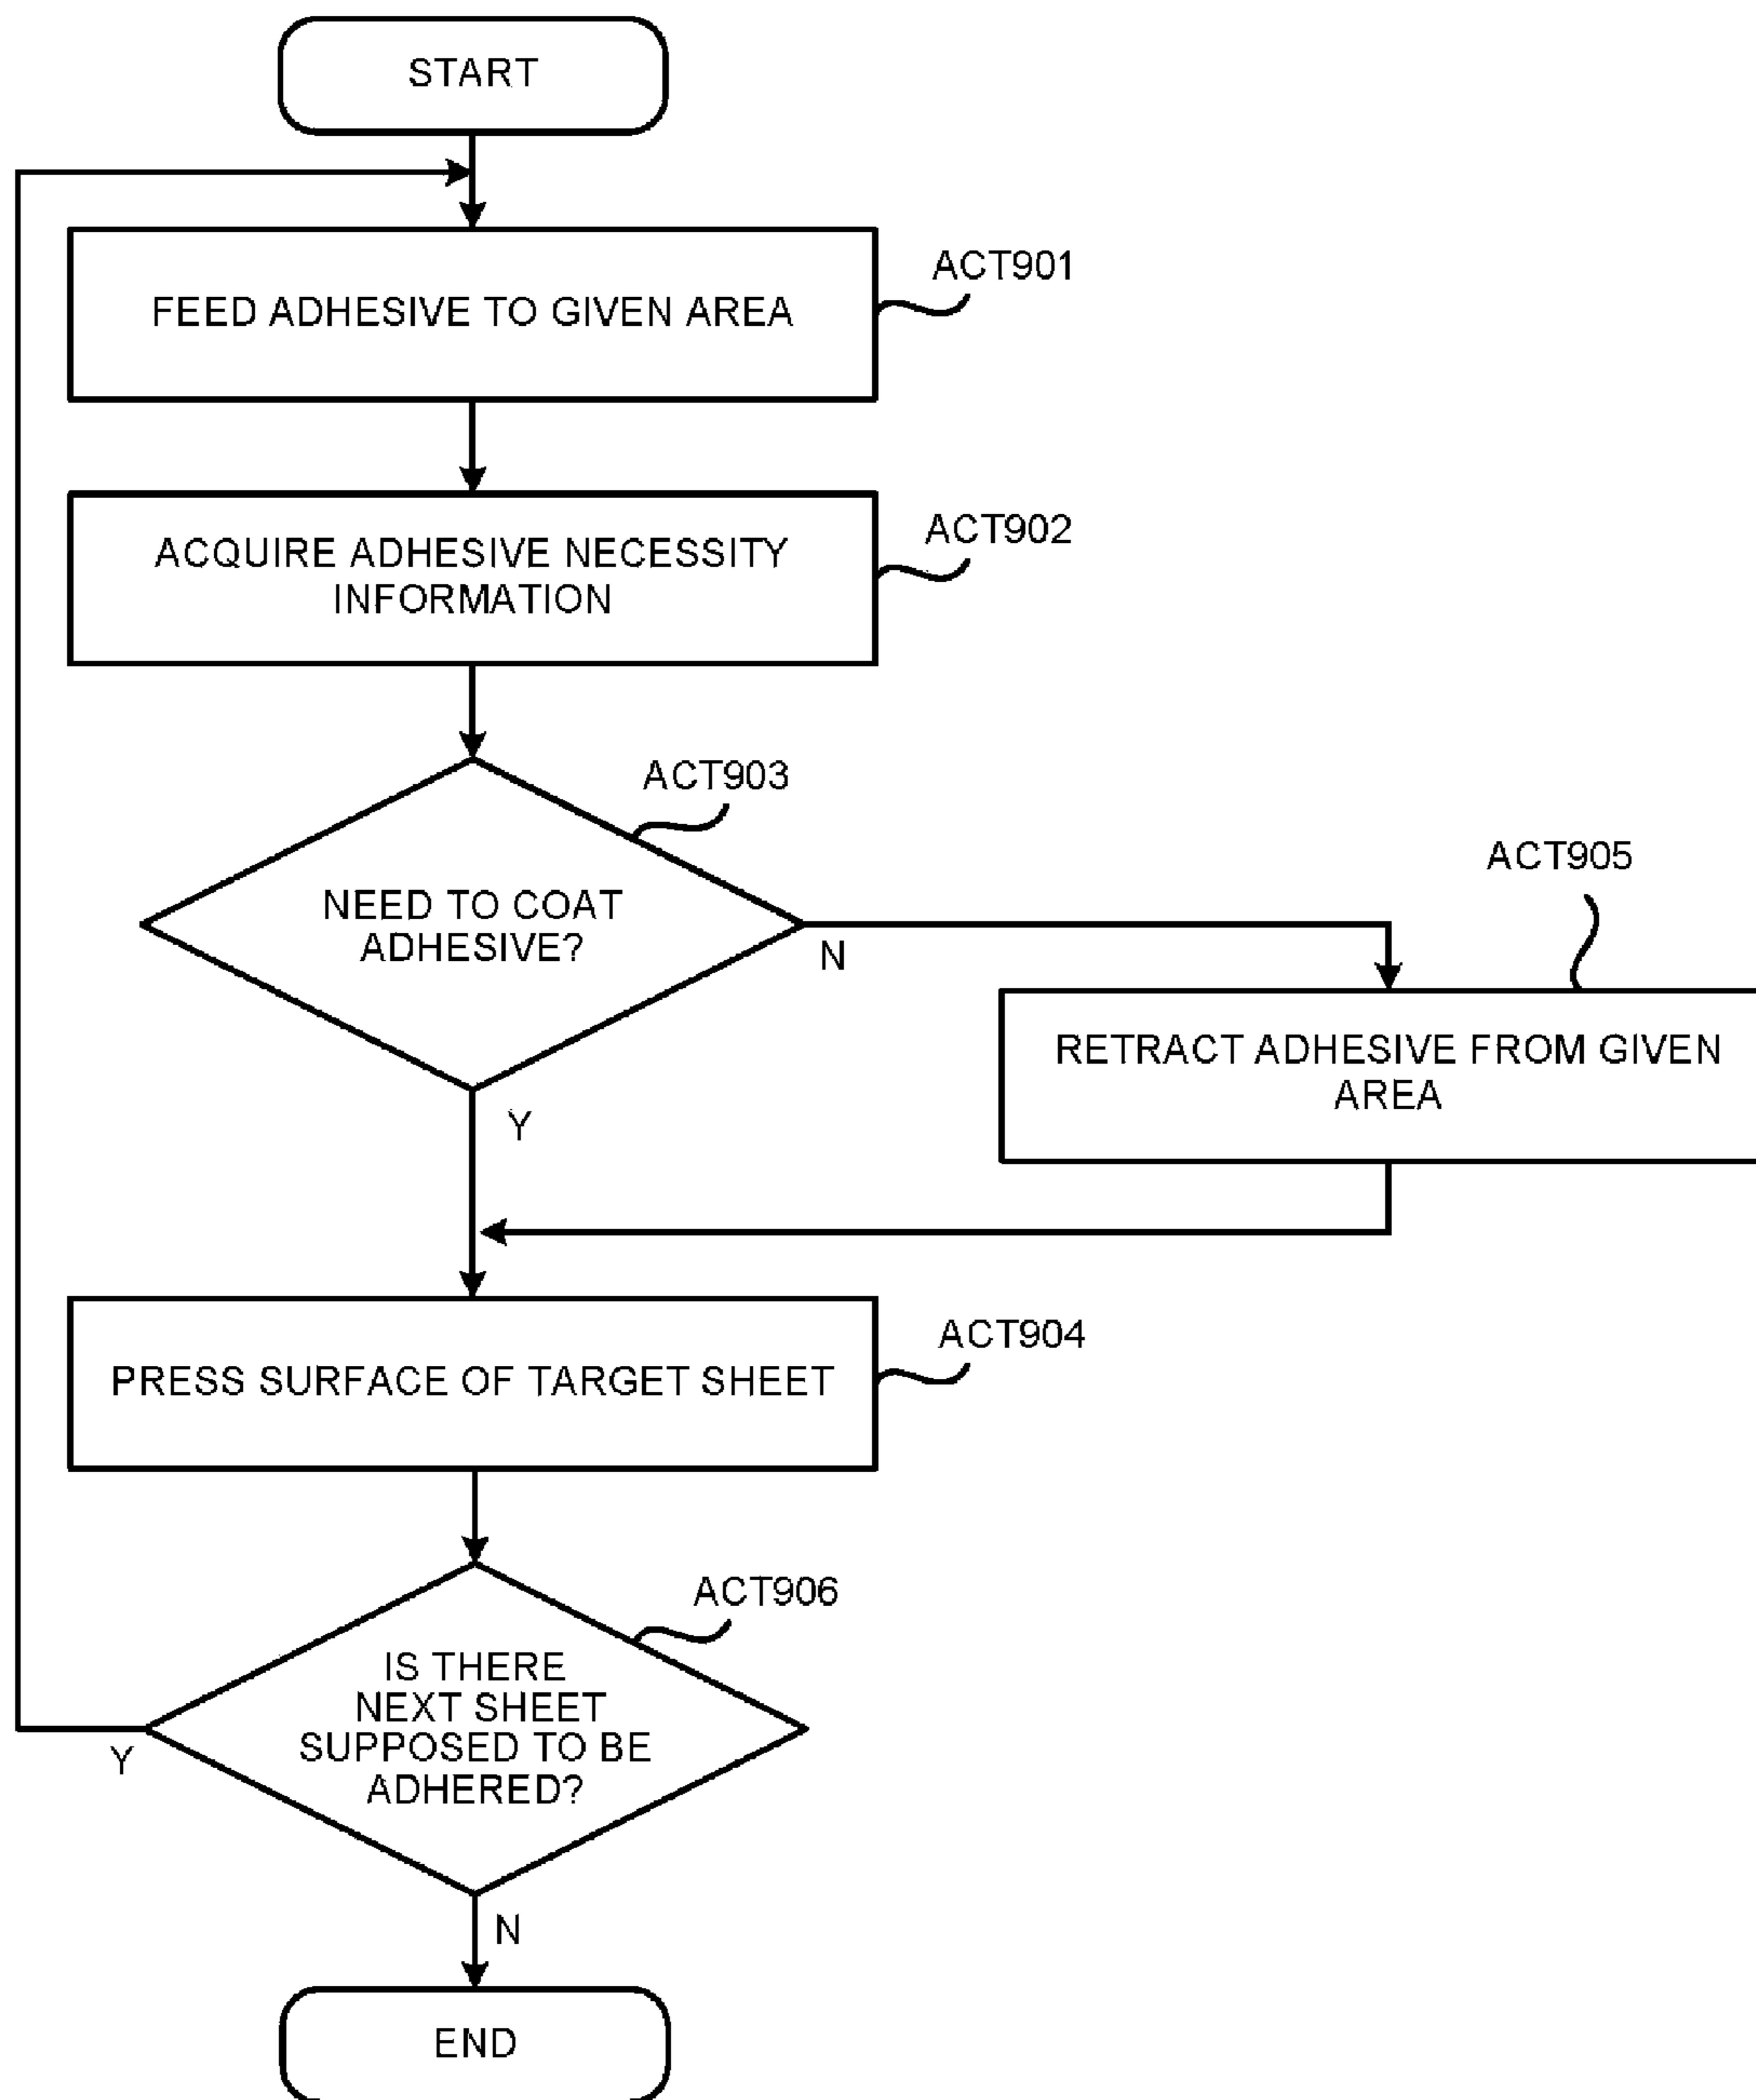 START
FEED ADHESIVE TO GIVEN AREA
ACT901
ACQUIRE ADHESIVE NECESSITY
INFORMATION
ACT902
ACT903
NEED TO COAT
ADHESIVE?
N
Y
ACT905
RETRACT ADHESIVE FROM GIVEN
AREA
PRESS SURFACE OF TARGET SHEET
ACT904
ACT906
IS THERE
NEXT SHEET
SUPPOSED TO BE
ADHERED?
Y
N
END